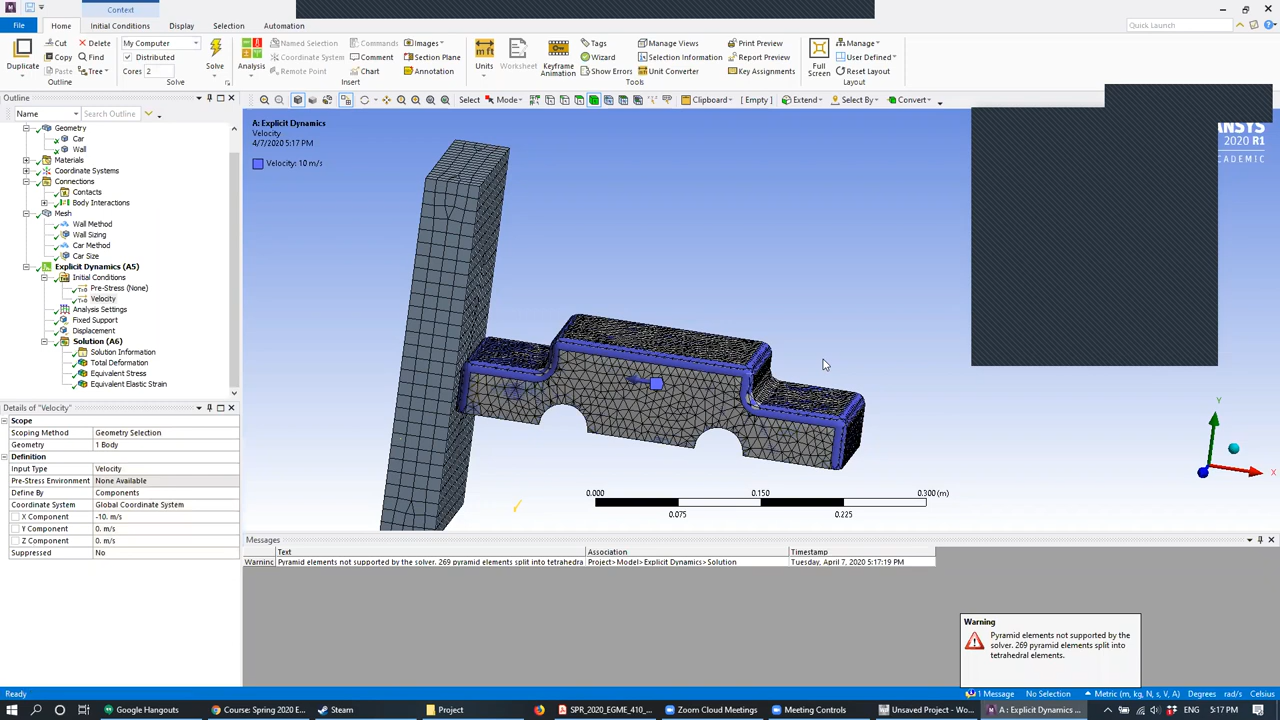 Context
File Home Initial Conditions Display Selection Automation
Quick Launch
Duplicate Cut Copy Paste Delete Find Tree
Outline
My Computer Distributed Cores 2 Solve
Solve
Analysis Named Selection Coordinate System Remote Point Commands Comment Chart Images Section Plane Annotation
Insert
Units Worksheet Keyframe Animation Tags Wizard Show Errors Manage Views Selection Information Unit Converter Print Preview Report Preview Key Assignments
Tools
Full Screen Manage User Defined Reset Layout
Layout
Select Mode Clipboard [ Empty ] Extend Select By Convert
Outline
Name Search Outline
Geometry
Car
Wall
Materials
Coordinate Systems
Connections
Contacts
Body Interactions
Mesh
Wall Method
Wall Sizing
Car Method
Car Size
Explicit Dynamics (A5)
Initial Conditions
Pre-Stress (None)
Velocity
Analysis Settings
Fixed Support
Displacement
Solution (A6)
Solution Information
Total Deformation
Equivalent Stress
Equivalent Elastic Strain
Details of "Velocity"
Scope
Scoping Method Geometry Selection
Geometry 1 Body
Definition
Input Type Velocity
Pre-Stress Environment None Available
Define By Components
Coordinate System Global Coordinate System
X Component -10. m/s
Y Component 0. m/s
Z Component 0. m/s
Suppressed No
A: Explicit Dynamics
Velocity
4/7/2020 5:17 PM
Velocity: 10 m/s
2020 R1
ACADEMIC
Y
X
0.000 0.150 0.300 (m)
0.075 0.225
Messages
Text Association Timestamp
Warning Pyramid elements not supported by the solver. 269 pyramid elements split into tetrahedra Project>Model>Explicit Dynamics>Solution Tuesday, April 7, 2020 5:17:19 PM
Warning
Pyramid elements not supported by the
solver. 269 pyramid elements split into
tetrahedral elements.
Ready 1 Message No Selection Metric (m, kg, N, s, V, A) Degrees rad/s Celsius
Google Hangouts Course: Spring 2020 E... Steam Project SPR_2020_EGME_410_... Zoom Cloud Meetings Meeting Controls Unsaved Project - Wo... A : Explicit Dynamics ... ENG 5:17 PM